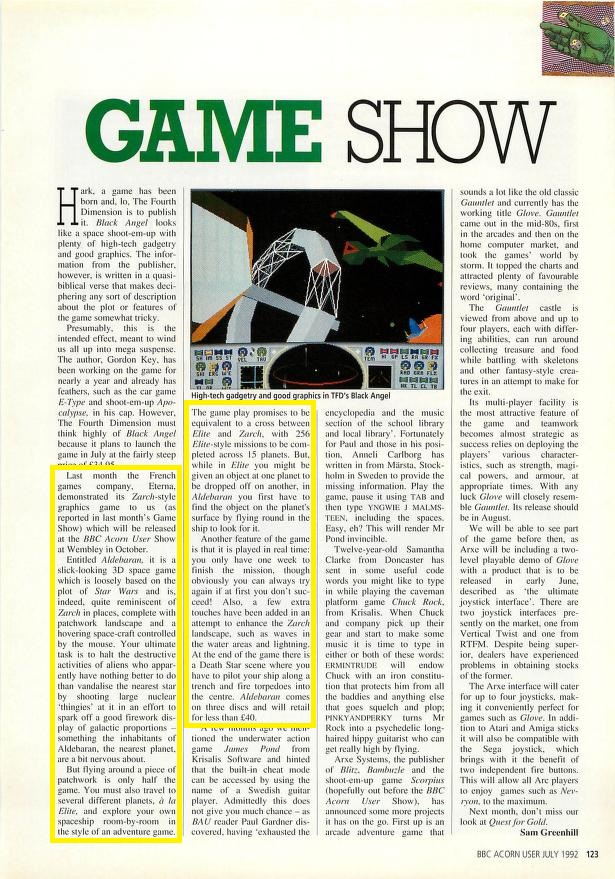 GAME SHOW
Hark, a game has been
born and, lo, The Fourth
Dimension is to publish
it. Black Angel looks
like a space shoot-em-up with
plenty of high-tech gadgetry
and good graphics. The infor-
mation from the publisher,
however, is written in a quasi-
biblical verse that makes deci-
phering any sort of description
about the plot or features of
the game somewhat tricky.
Presumably, this is the
intended effect, meant to wind
us all up into mega suspense.
The author, Gordon Key, has
been working on the game for
nearly a year and already has
feathers, such as the car game
E-Type and shoot-em-up Apo-
calypse, in his cap. However,
The Fourth Dimension must
think highly of Black Angel
because it plans to launch the
game in July at the fairly steep
price of £34.95.
Last month the French
games company, Eterna,
demonstrated its Zarch-style
graphics game to us (as
reported in last month's Game
Show) which will be released
at the BBC Acorn User Show
at Wembley in October.
Entitled Aldebaran, it is a
slick-looking 3D space game
which is loosely based on the
plot of Star Wars and is,
indeed, quite reminiscent of
Zarch in places, complete with
patchwork landscape and a
hovering space-craft controlled
by the mouse. Your ultimate
task is to halt the destructive
activities of aliens who appar-
ently have nothing better to do
than vandalise the nearest star
by shooting large nuclear
'thingies' at it in an effort to
spark off a good firework dis-
play of galactic proportions –
something the inhabitants of
Aldebaran, the nearest planet,
are a bit nervous about.
But flying around a piece of
patchwork is only half the
game. You must also travel to
several different planets, à la
Elite, and explore your own
spaceship room-by-room in
the style of an adventure game.
High-tech gadgetry and good graphics in TFD's Black Angel
The game play promises to be
equivalent to a cross between
Elite and Zarch, with 256
Elite-style missions to be com-
pleted across 15 planets. But,
while in Elite you might be
given an object at one planet to
be dropped off on another, in
Aldebaran you first have to
find the object on the planet's
surface by flying round in the
ship to look for it.
Another feature of the game
is that it is played in real time:
you only have one week to
finish the mission, though
obviously you can always try
again if at first you don't suc-
ceed! Also, a few extra
touches have been added in an
attempt to enhance the Zarch
landscape, such as waves in
the water areas and lightning.
At the end of the game there is
a Death Star scene where you
have to pilot your ship along a
trench and fire torpedoes into
the centre. Aldebaran comes
on three discs and will retail
for less than £40.
A few months ago we men-
tioned the underwater action
game James Pond from
Krisalis Software and hinted
that the built-in cheat mode
can be accessed by using the
name of a Swedish guitar
player. Admittedly this does
not give you much chance – as
BAU reader Paul Gardner dis-
covered, having 'exhausted the
encyclopedia and the music
section of the school library
and local library'. Fortunately
for Paul and those in his posi-
tion, Anneli Carlborg has
written in from Märsta, Stock-
holm in Sweden to provide the
missing information. Play the
game, pause it using TAB and
then type YNGWIE J MALMS-
TEEN, including the spaces.
Easy, eh? This will render Mr
Pond invincible.
Twelve-year-old Samantha
Clarke from Doncaster has
sent in some useful code
words you might like to type
in while playing the caveman
platform game Chuck Rock,
from Krisalis. When Chuck
and company pick up their
gear and start to make some
music it is time to type in
either or both of these words:
ERMINTRUDE will endow
Chuck with an iron constitu-
tion that protects him from all
the baddies and anything else
that goes squelch and plop;
PINKYANDPERKY turns Mr
Rock into a psychedelic long-
haired hippy guitarist who can
get really high by flying.
Arxe Systems, the publisher
of Blitz, Bambuzle and the
shoot-em-up game Scorpius
(hopefully out before the BBC
Acorn User Show), has
announced some more projects
it has on the go. First up is an
arcade adventure game that
sounds a lot like the old classic
Gauntlet and currently has the
working title Glove. Gauntlet
came out in the mid-80s, first
in the arcades and then on the
home computer market, and
took the games' world by
storm. It topped the charts and
attracted plenty of favourable
reviews, many containing the
word 'original'.
The Gauntlet castle is
viewed from above and up to
four players, each with differ-
ing abilities, can run around
collecting treasure and food
while battling with skeletons
and other fantasy-style crea-
tures in an attempt to make for
the exit.
Its multi-player facility is
the most attractive feature of
the game and teamwork
becomes almost strategic as
success relies on deploying the
players' various character-
istics, such as strength, magi-
cal powers, and armour, at
appropriate times. With any
luck Glove will closely resem-
ble Gauntlet. Its release should
be in August.
We will be able to see part
of the game before then, as
Arxe will be including a two-
level playable demo of Glove
with a product that is to be
released in early June,
described as 'the ultimate
joystick interface'. There are
two joystick interfaces pre-
sently on the market, one from
Vertical Twist and one from
RTFM. Despite being super-
ior, dealers have experienced
problems in obtaining stocks
of the former.
The Arxe interface will cater
for up to four joysticks, mak-
ing it conveniently perfect for
games such as Glove. In addi-
tion to Atari and Amiga sticks
it will also be compatible with
the Sega joystick, which
brings with it the benefit of
two independent fire buttons.
This will allow all Arc players
to enjoy games such as Nev-
ryon, to the maximum.
Next month, don't miss our
look at Quest for Gold.
Sam Greenhill
BBC ACORN USER JULY 1992 123